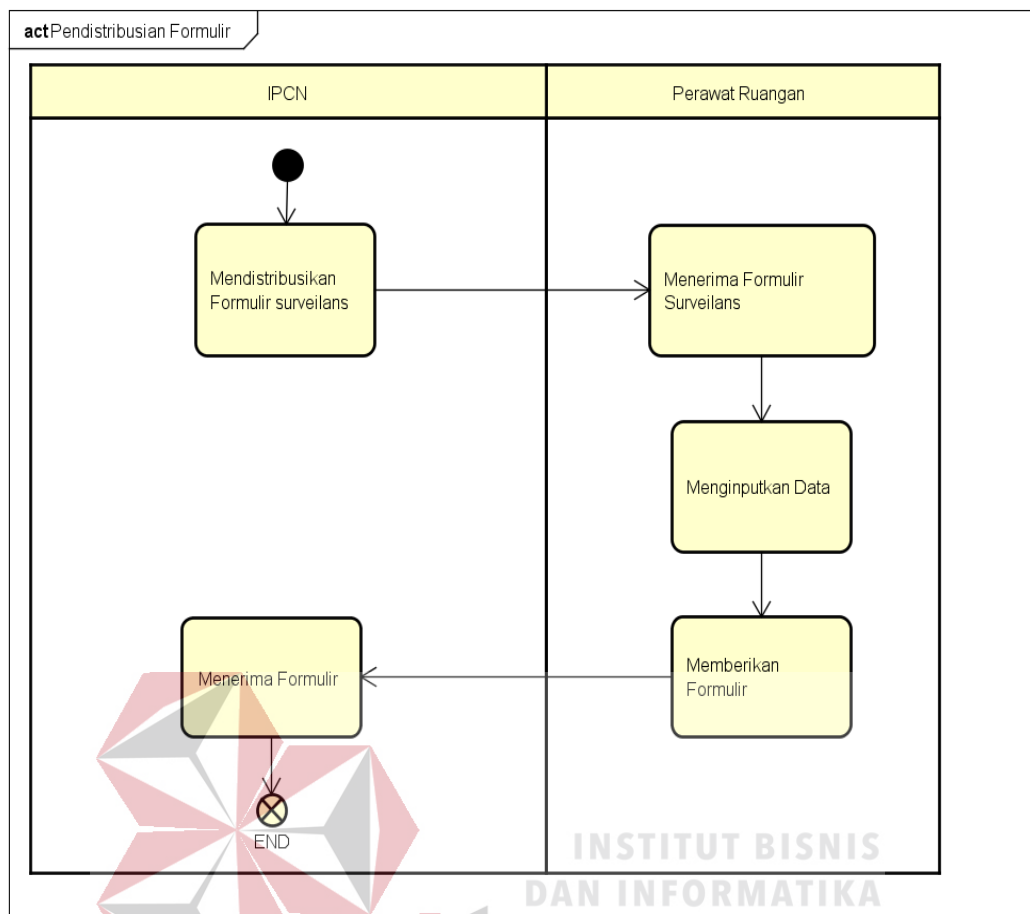 act Pendistribusian Formulir
IPCN
Perawat Ruangan
Mendistribusikan
Formulir surveilans
Menerima Formulir
Surveilans
Menginputkan Data
Memberikan
Formulir
Menerima Formulir
END
INSTITUT BISNIS
DAN INFORMATIKA